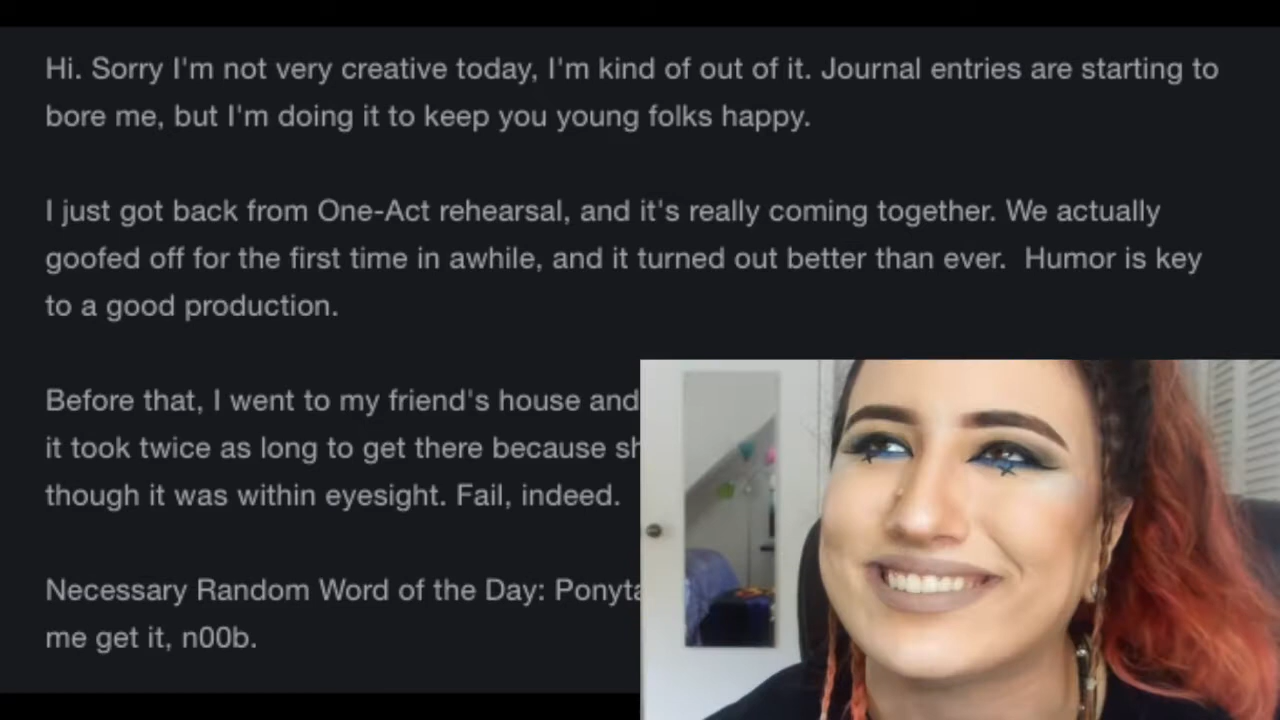 Hi. Sorry I'm not very creative today, I'm kind of out of it. Journal entries are starting to
bore me, but I'm doing it to keep you young folks happy.
I just got back from One-Act rehearsal, and it's really coming together. We actually
goofed off for the first time in awhile, and it turned out better than ever.  Humor is key
to a good production.
Before that, I went to my friend's house and
it took twice as long to get there because
though it was within eyesight. Fail, indeed.
Necessary Random Word of the Day:
me get it, n00b.